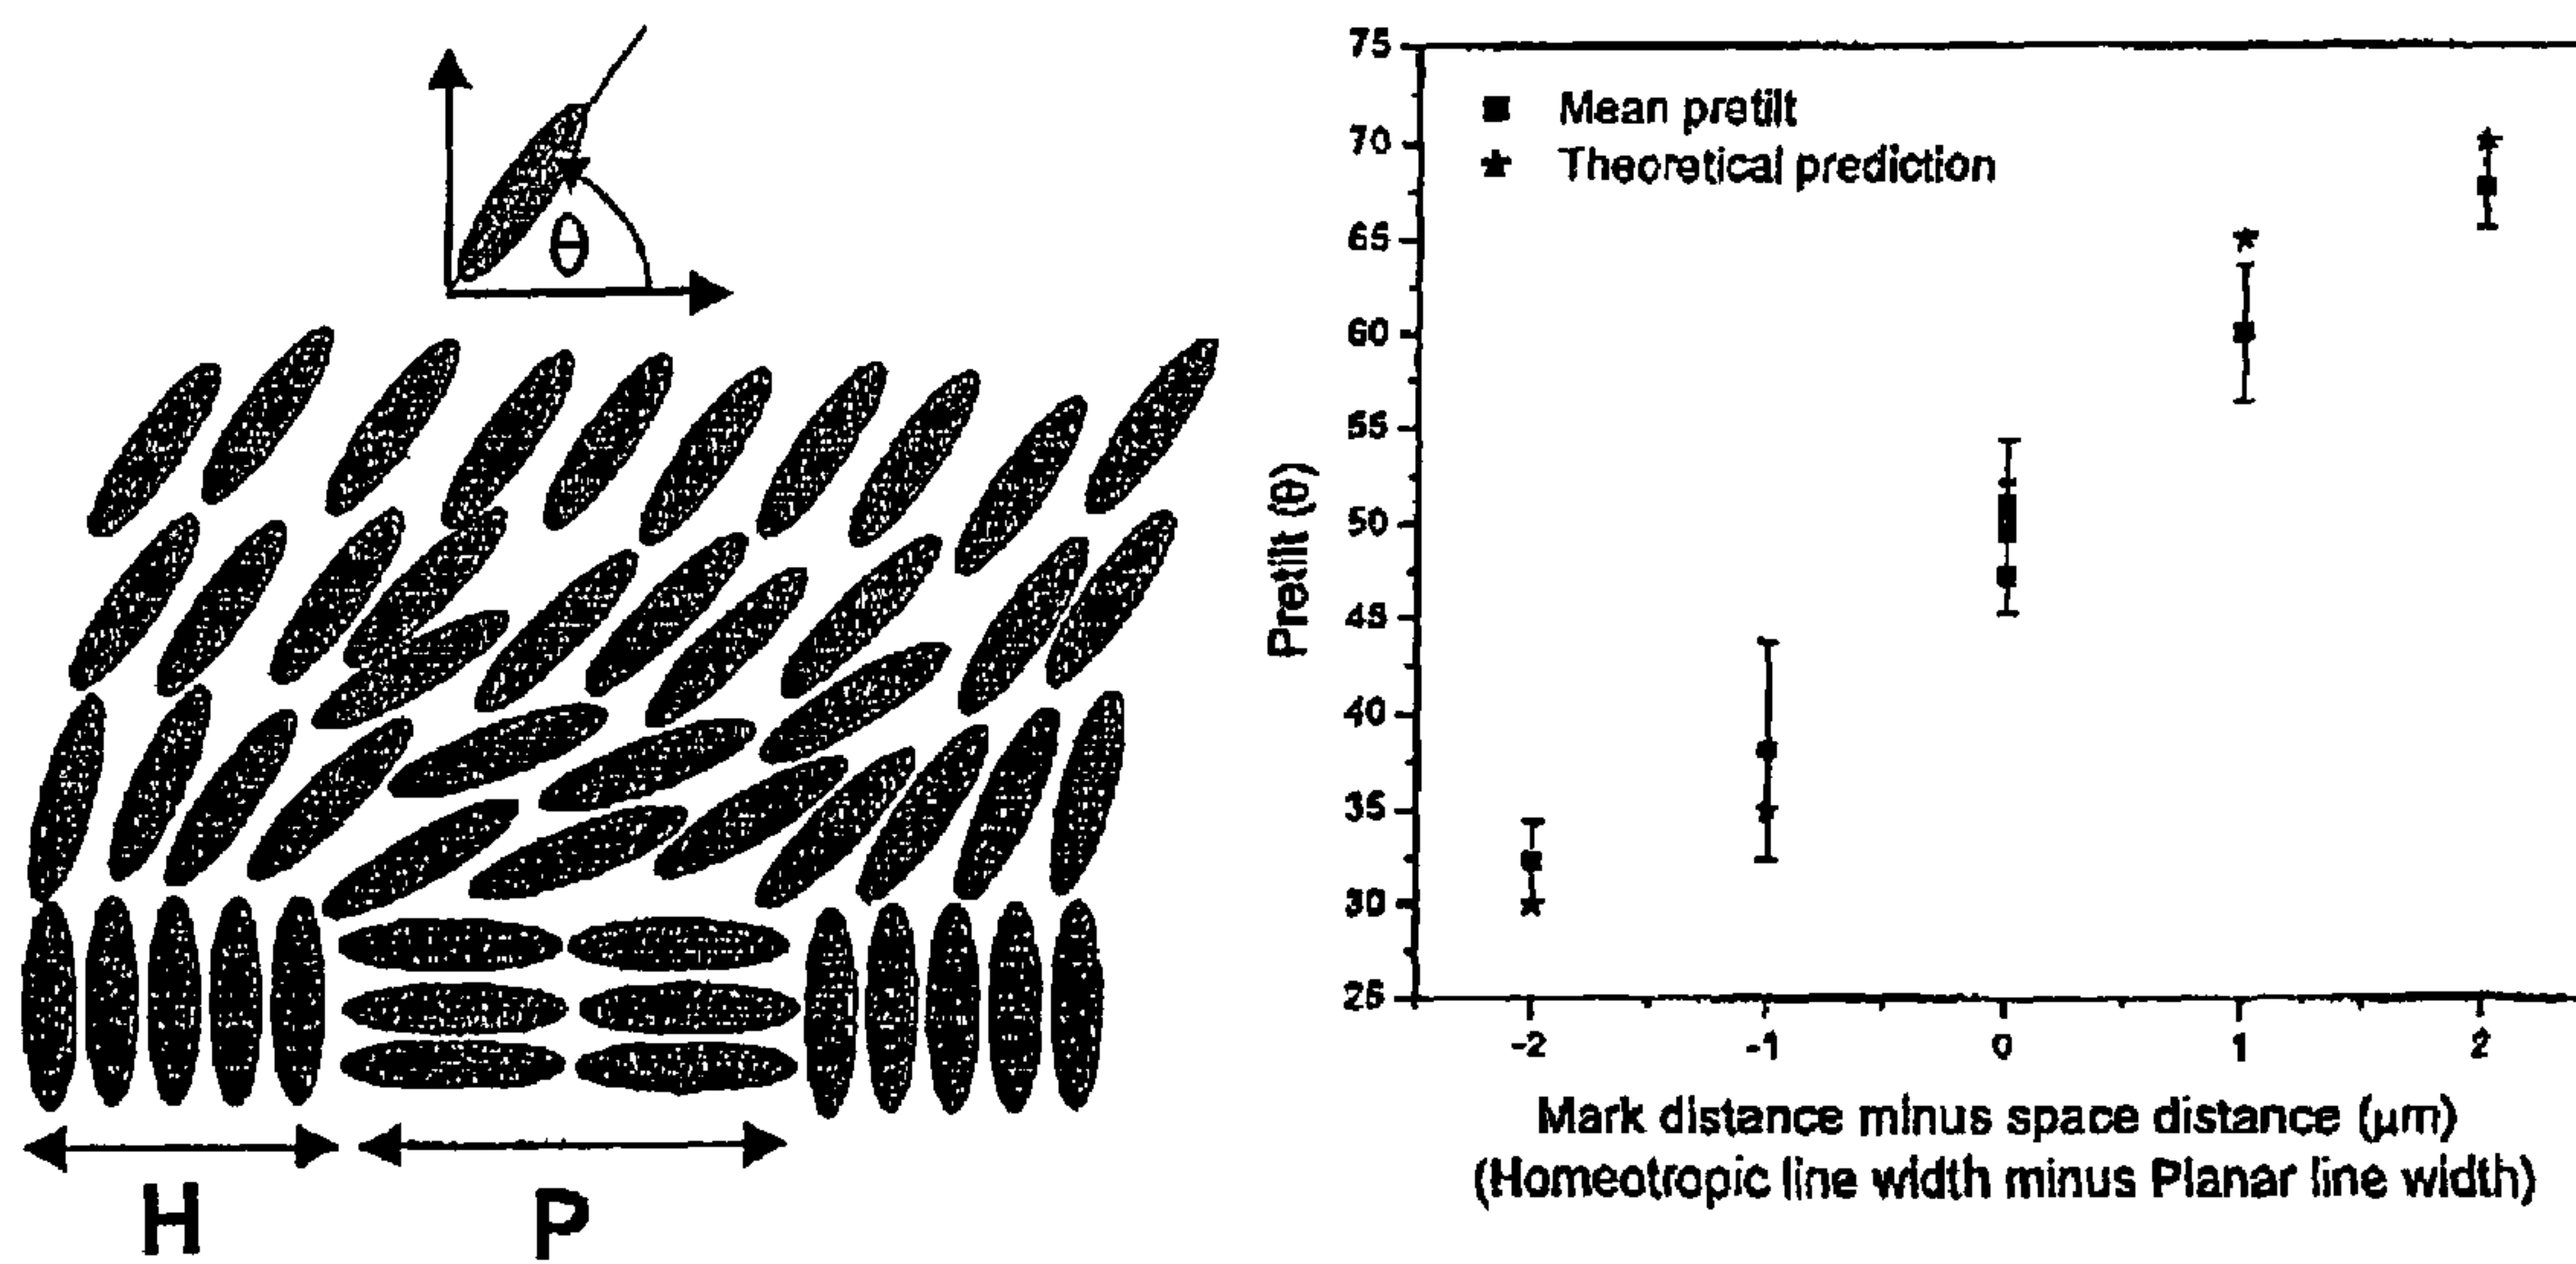 θ
H
P
75
70
65
60
55
50
45
40
35
30
25
Pretilt (θ)
Mean pretilt
Theoretical prediction
-2 -1 0 1 2
Mark distance minus space distance (μm)
(Homeotropic line width minus Planar line width)